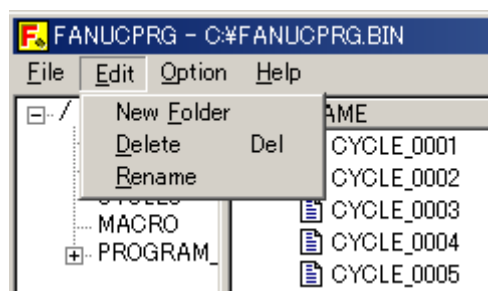 FANUCPRG - C:¥FANUCPRG.BIN
File Edit Option Help
/
New Folder
Delete Del
Rename
MACRO
PROGRAM_
CYCLE_0001
CYCLE_0002
CYCLE_0003
CYCLE_0004
CYCLE_0005